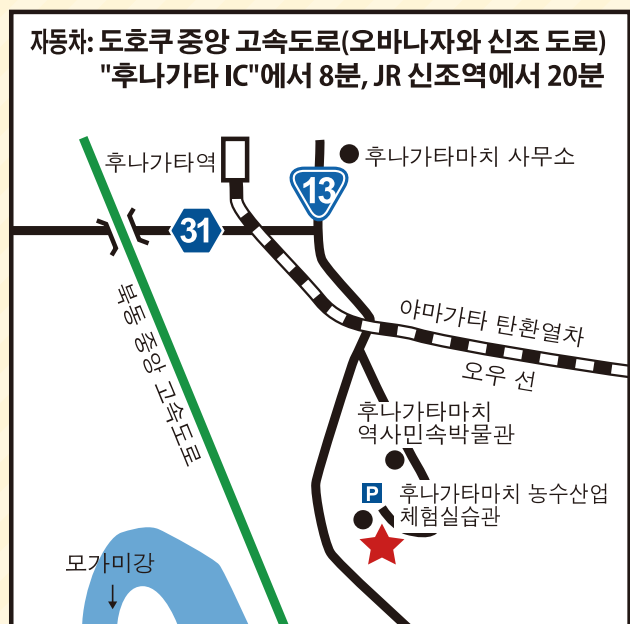 자동차: 도호쿠 중앙 고속도로(오바나자와 신조 도로)
"후나가타 IC"에서 8분, JR 신조역에서 20분
후나가타역
후나가타마치 사무소
13
31
야마가타 탄환열차
오우 선
북동 중앙 고속도로
후나가타마치
역사민속박물관
P
후나가타마치 농수산업
체험실습관
모가미강
↓